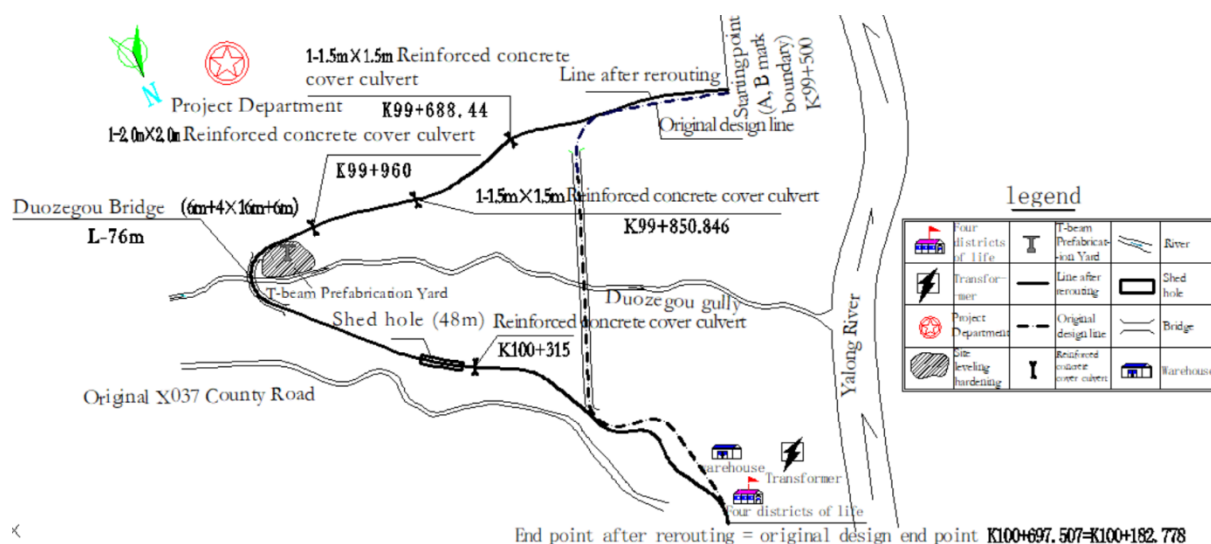 1-1.5m×1.5m Reinforced concrete
cover culvert
K99+688.44
Line after rerouting
Starting point
(A, B mark
boundary)
K99+500
N
Project Department
Original design line
1-2.0m×2.0m Reinforced concrete cover culvert
K99+960
1-1.5m×1.5m Reinforced concrete cover culvert
K99+850.846
Duozegou Bridge (6m+4×16m+6m)
L-76m
T
T-beam Prefabrication Yard
Duozegou gully
Shed hole (48m) Reinforced concrete cover culvert
K100+315
Original X037 County Road
Yalong River
warehouse
Transformer
Four districts of life
End point after rerouting = original design end point K100+697.507=K100+182.778
legend
Four
districts
of life
T
T-beam
Prefabricat-
-ion Yard
River
Transfor-
-mer
Line after
rerouting
Shed
hole
Project
Department
Original
design line
Bridge
Site
leveling
hardening
Reinforced
concrete
cover culvert
Warehouse